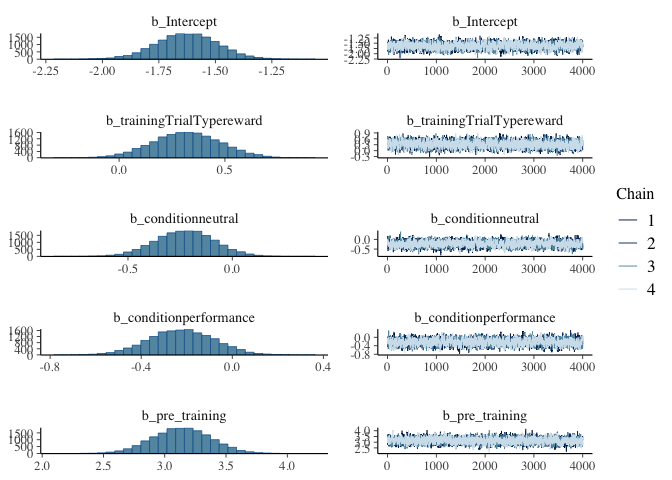 b_Intercept
1500
1000
500
0
-2.25 -2.00 -1.75 -1.50 -1.25
b_Intercept
-1.25
-1.50
-1.75
-2.00
-2.25
0 1000 2000 3000 4000
b_trainingTrialTypereward
1600
1200
800
400
0
0.0 0.5
b_trainingTrialTypereward
0.9
0.6
0.3
0.0
-0.3
0 1000 2000 3000 4000
Chain
1
2
3
4
b_conditionneutral
1500
1000
500
0
-0.5 0.0
b_conditionneutral
0.0
-0.5
0 1000 2000 3000 4000
b_conditionperformance
1600
1200
800
400
0
-0.8 -0.4 0.0 0.4
b_conditionperformance
0.0
-0.4
-0.8
0 1000 2000 3000 4000
b_pre_training
1500
1000
500
0
2.0 2.5 3.0 3.5 4.0
b_pre_training
4.0
3.5
3.0
2.5
0 1000 2000 3000 4000